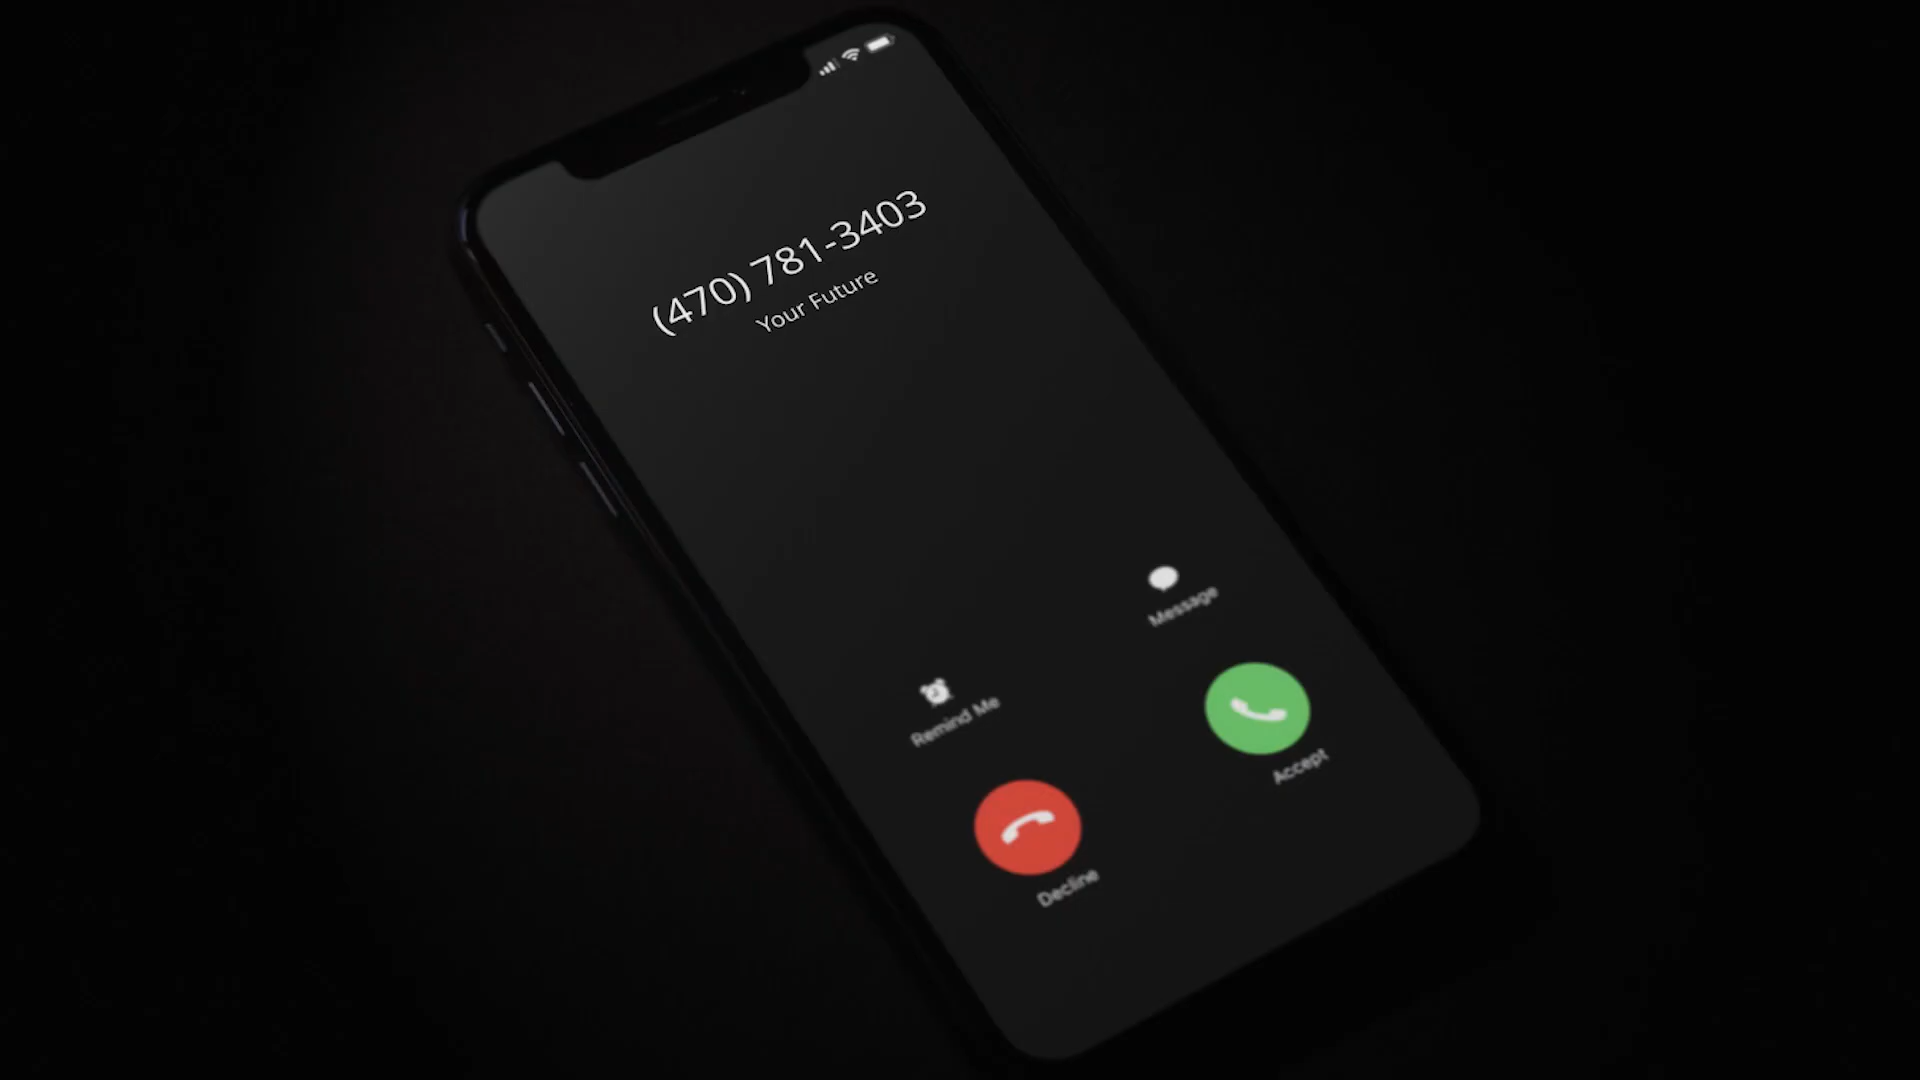 (470) 781-3403
Your Future
Message
Remind Me
Accept
Decline